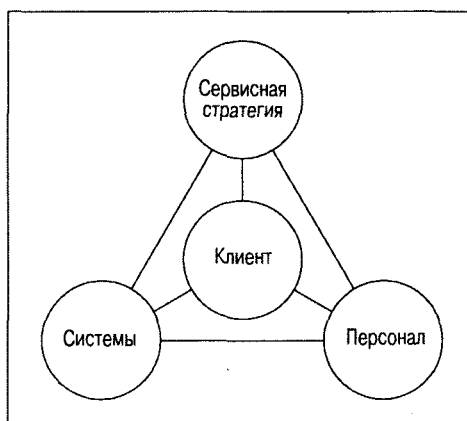 Сервисная
стратегия
Клиент
Системы
Персонал